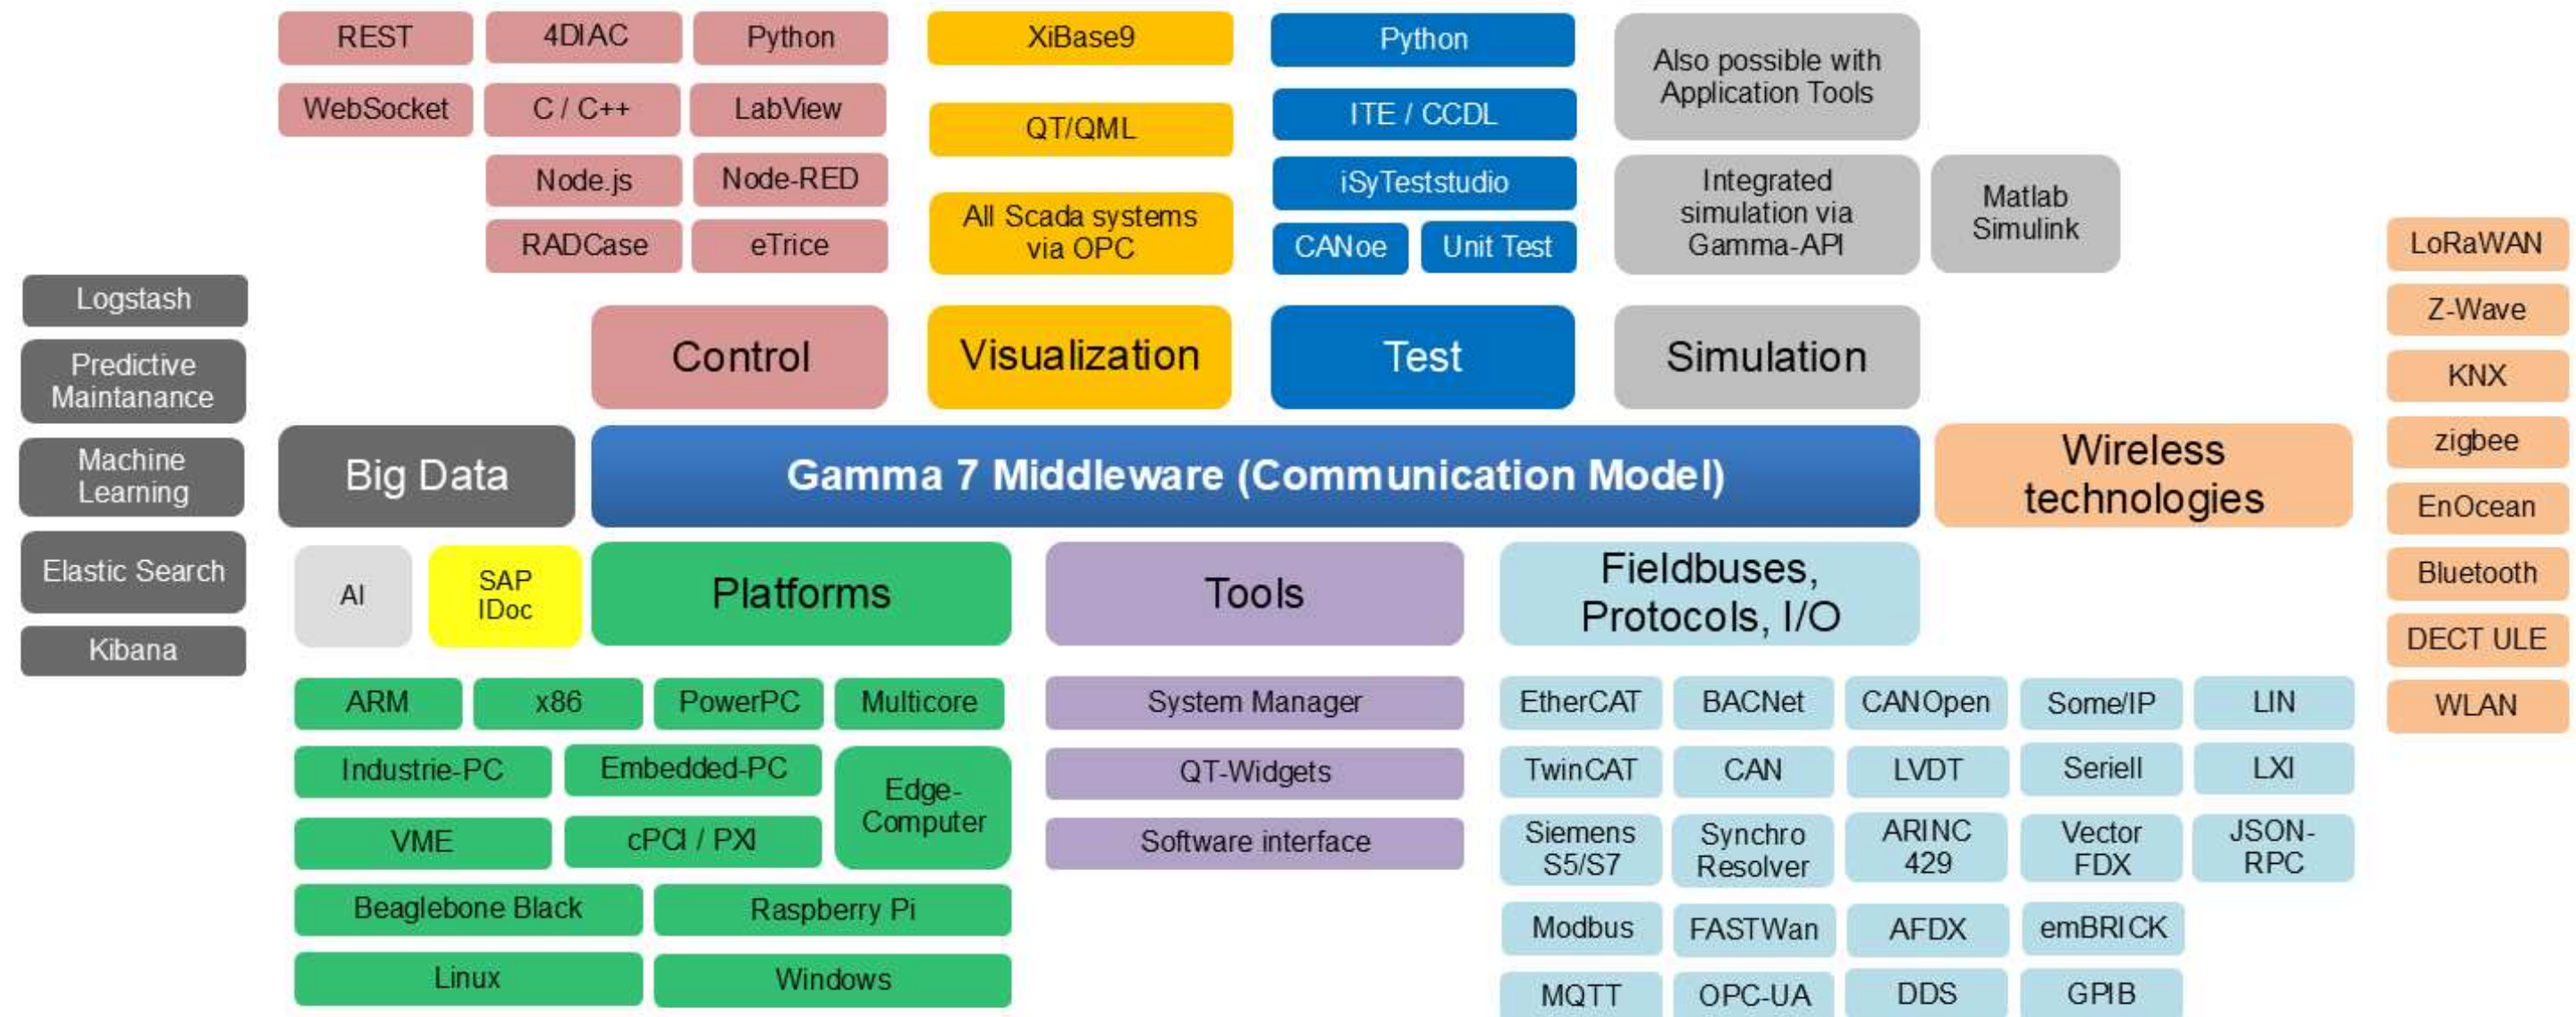 REST
4DIAC
Python
XiBase9
Python
Also possible with
Application Tools
WebSocket
C / C++
LabView
QT/QML
ITE / CCDL
Node.js
Node-RED
All Scada systems
via OPC
iSyTeststudio
Integrated
simulation via
Gamma-API
Matlab
Simulink
RADCase
eTrice
CANoe
Unit Test
LoRaWAN
Z-Wave
KNX
zigbee
EnOcean
Bluetooth
DECT ULE
WLAN
Logstash
Predictive
Maintanance
Machine
Learning
Elastic Search
Kibana
Control
Visualization
Test
Simulation
Big Data
Gamma 7 Middleware (Communication Model)
Wireless
technologies
AI
SAP
IDoc
Platforms
Tools
Fieldbuses,
Protocols, I/O
ARM
x86
PowerPC
Multicore
Industrie-PC
Embedded-PC
Edge-
Computer
VME
cPCI / PXI
Beaglebone Black
Raspberry Pi
Linux
Windows
System Manager
QT-Widgets
Software interface
EtherCAT
BACNet
CANOpen
Some/IP
LIN
TwinCAT
CAN
LVDT
Seriell
LXI
Siemens
S5/S7
Synchro
Resolver
ARINC
429
Vector
FDX
JSON-
RPC
Modbus
FASTWan
AFDX
emBRICK
MQTT
OPC-UA
DDS
GPIB